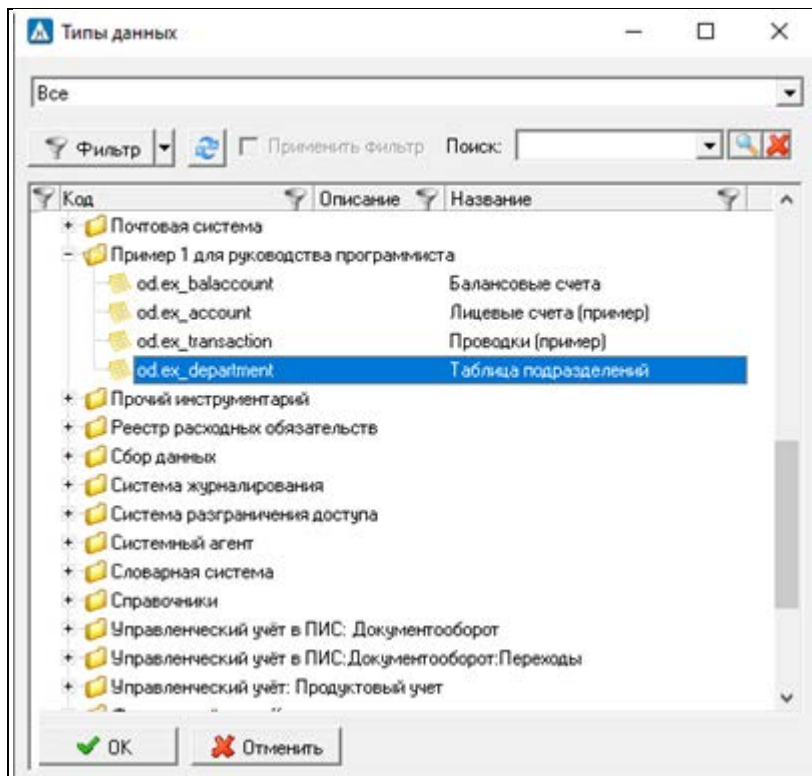 Типы данных
Все
Фильтр Применить фильтр Поиск:
Код Описание Название
Почтовая система
Пример 1 для руководства программиста
od.ex_balaccount Балансовые счета
od.ex_account Лицевые счета (пример)
od.ex_transaction Проводки (пример)
od.ex_department Таблица подразделений
Прочий инструментарий
Реестр расходных обязательств
Сбор данных
Система журналирования
Система разграничения доступа
Системный агент
Словарная система
Справочники
Управленческий учёт в ПИС: Документооборот
Управленческий учёт в ПИС:Документооборот:Переходы
Управленческий учёт: Продуктовый учет
OK Отменить